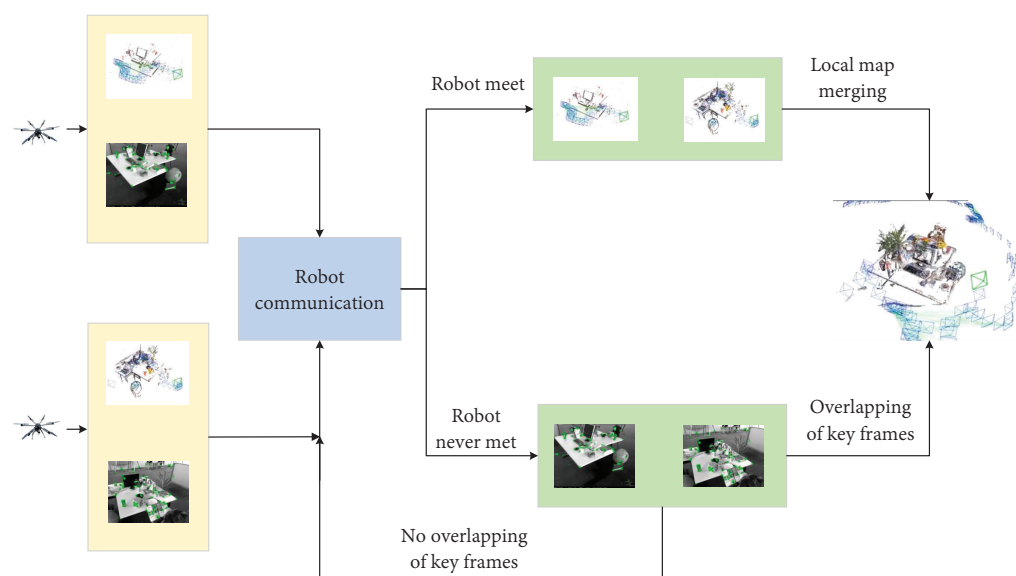 Robot meet
Local map
merging
Robot
communication
Robot
never met
Overlapping
of key frames
No overlapping
of key frames